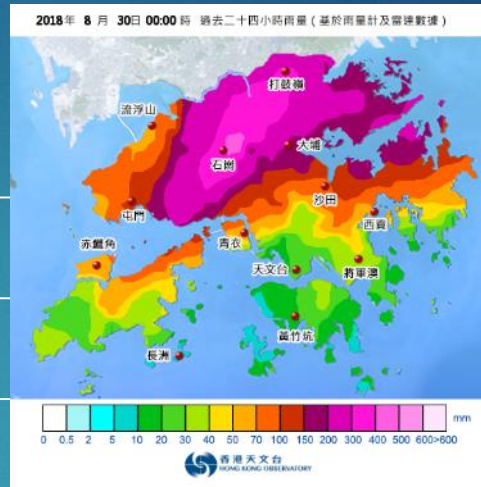 2018年 8 月 30日 00:00 時 過去二十四小時雨量 ( 基於雨量計及雷達數據 )
打鼓嶺
流浮山
大埔
石崗
沙田
屯門
西貢
青衣
赤鱲角
天文台
將軍澳
黃竹坑
長洲
mm
0 0.5 2 5 10 20 30 40 50 70 100 150 200 300 400 500 600 >600
香港天文台
HONG KONG OBSERVATORY